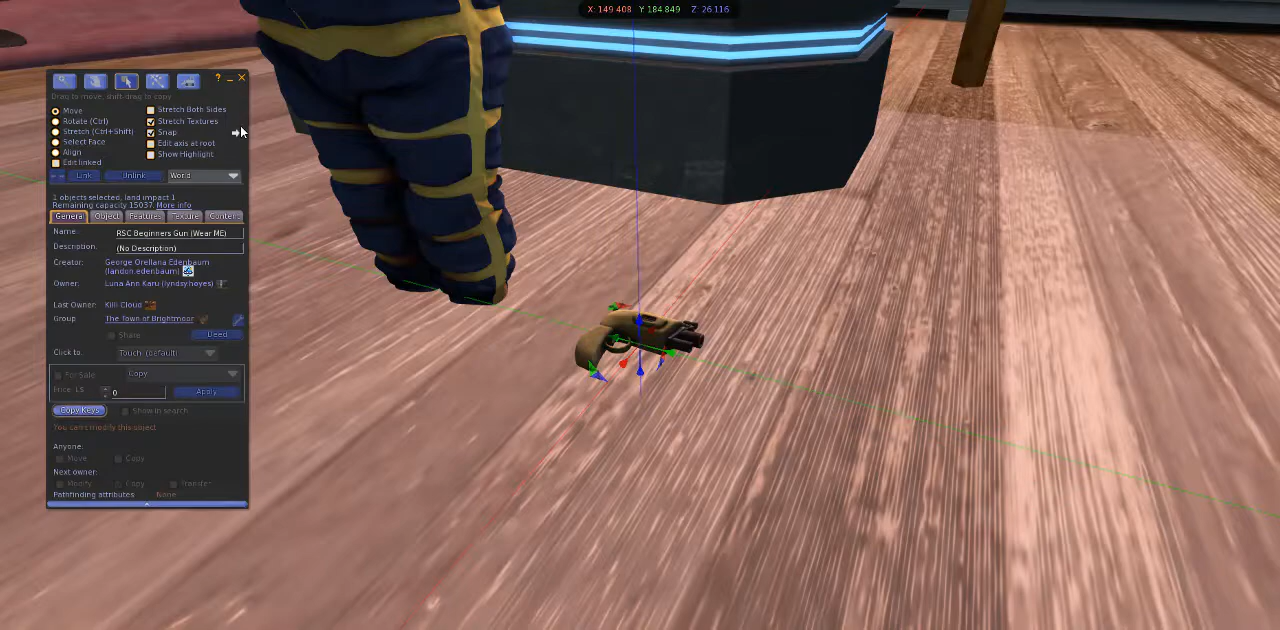 X: 149.408 Y: 184.849 Z: 26.116
? _ X
Drag to move, shift-drag to copy
Move
Stretch Both Sides
Rotate (Ctrl)
Stretch Textures
Stretch (Ctrl+Shift)
Snap
Select Face
Edit axis at root
Align
Show Highlight
Edit linked
Link Unlink World
1 objects selected, land impact 1
Remaining capacity 15037. More info
General Object Features Texture Content
Name: RSC Beginners Gun (Wear ME)
Description: (No Description)
Creator: George Orellana Edenbaum
(landon.edenbaum)
Owner: Luna Ann Karu (lyndsy.hoyes)
Last Owner: Killi Cloud
Group The Town of Brightmoor
Share Deed
Click to: Touch (default)
For Sale Copy
Price: L$ 0 Apply
Copy Keys Show in search
You can't modify this object
Anyone:
Move Copy
Next owner:
Modify Copy Transfer
Pathfinding attributes None